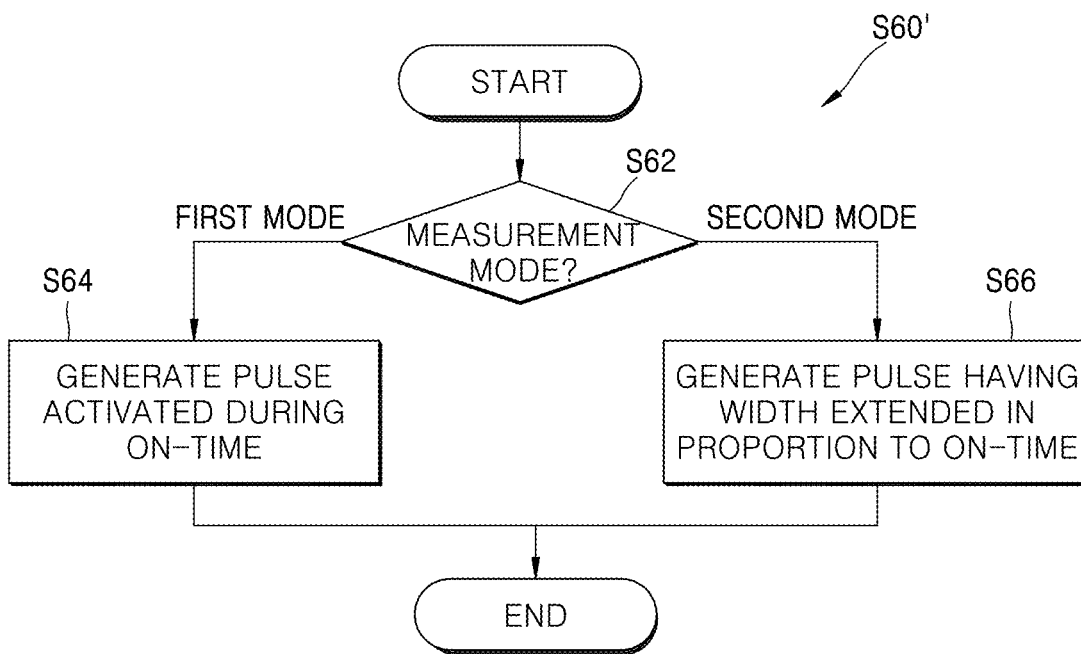 S60'
START
S62
FIRST MODE
SECOND MODE
MEASUREMENT
MODE?
S64
S66
GENERATE PULSE
ACTIVATED DURING
ON-TIME
GENERATE PULSE HAVING
WIDTH EXTENDED IN
PROPORTION TO ON-TIME
END